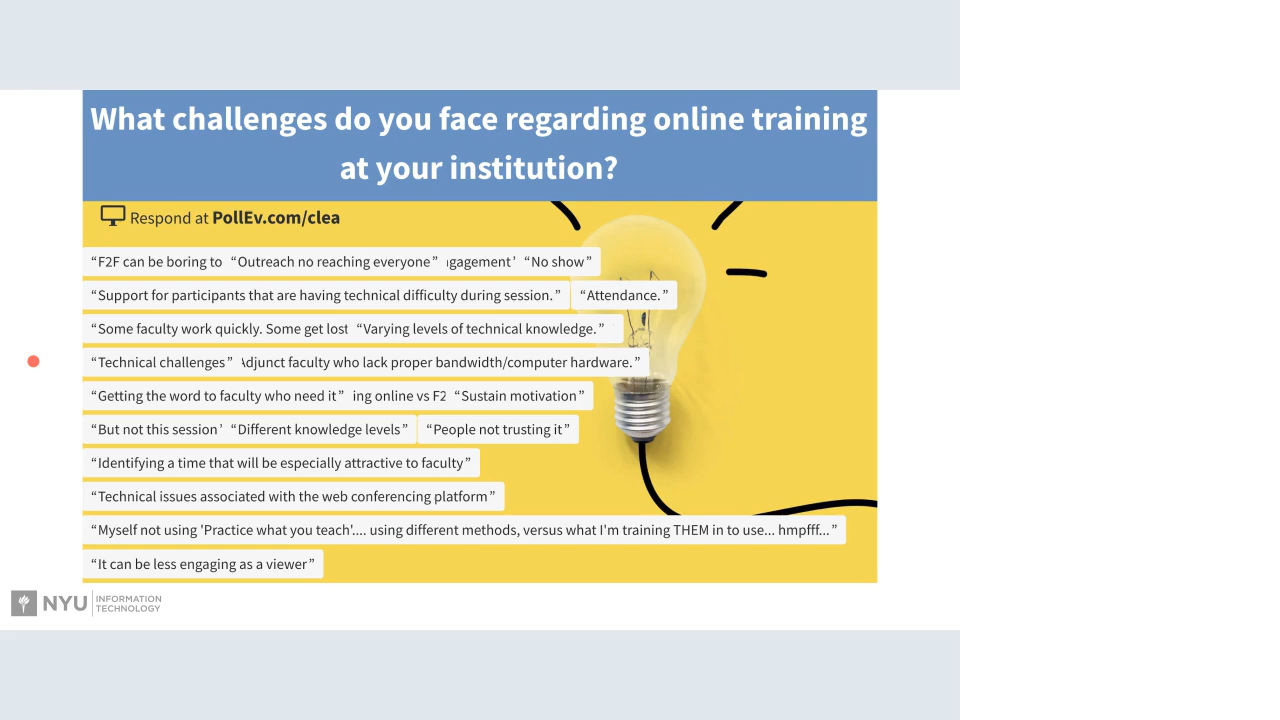 What challenges do you face regarding online training
at your institution?
Respond at PollEv.com/clea
“F2F can be boring to “Outreach no reaching everyone” “No show”
“Support for participants that are having technical difficulty during session.” “Attendance.”
“Some faculty work quickly. Some get lost “Varying levels of technical knowledge.”
“Technical challenges” Adjunct faculty who lack proper bandwidth/computer hardware.”
“Getting the word to faculty who need it” ing online vs F2 “Sustain motivation”
“But not this session’ “Different knowledge levels” “People not trusting it”
“Identifying a time that will be especially attractive to faculty”
“Technical issues associated with the web conferencing platform”
“Myself not using 'Practice what you teach'.... using different methods, versus what I'm training THEM in to use... hmpfff...”
“It can be less engaging as a viewer”
NYU INFORMATION
TECHNOLOGY